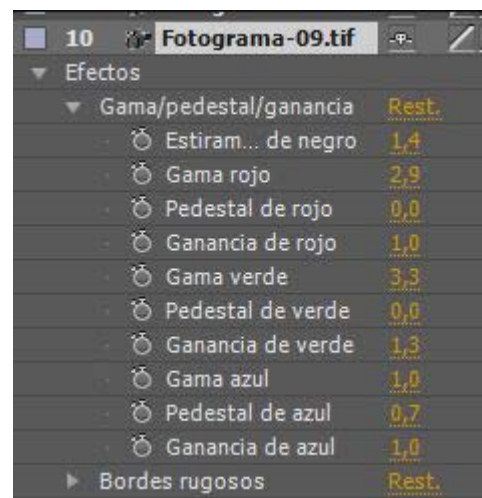 10 Fotograma-09.tif
Efectos
Gama/pedestal/ganancia Rest.
Estiram... de negro 1,4
Gama rojo 2,9
Pedestal de rojo 0,0
Ganancia de rojo 1,0
Gama verde 3,3
Pedestal de verde 0,0
Ganancia de verde 1,3
Gama azul 1,0
Pedestal de azul 0,7
Ganancia de azul 1,0
Bordes rugosos Rest.